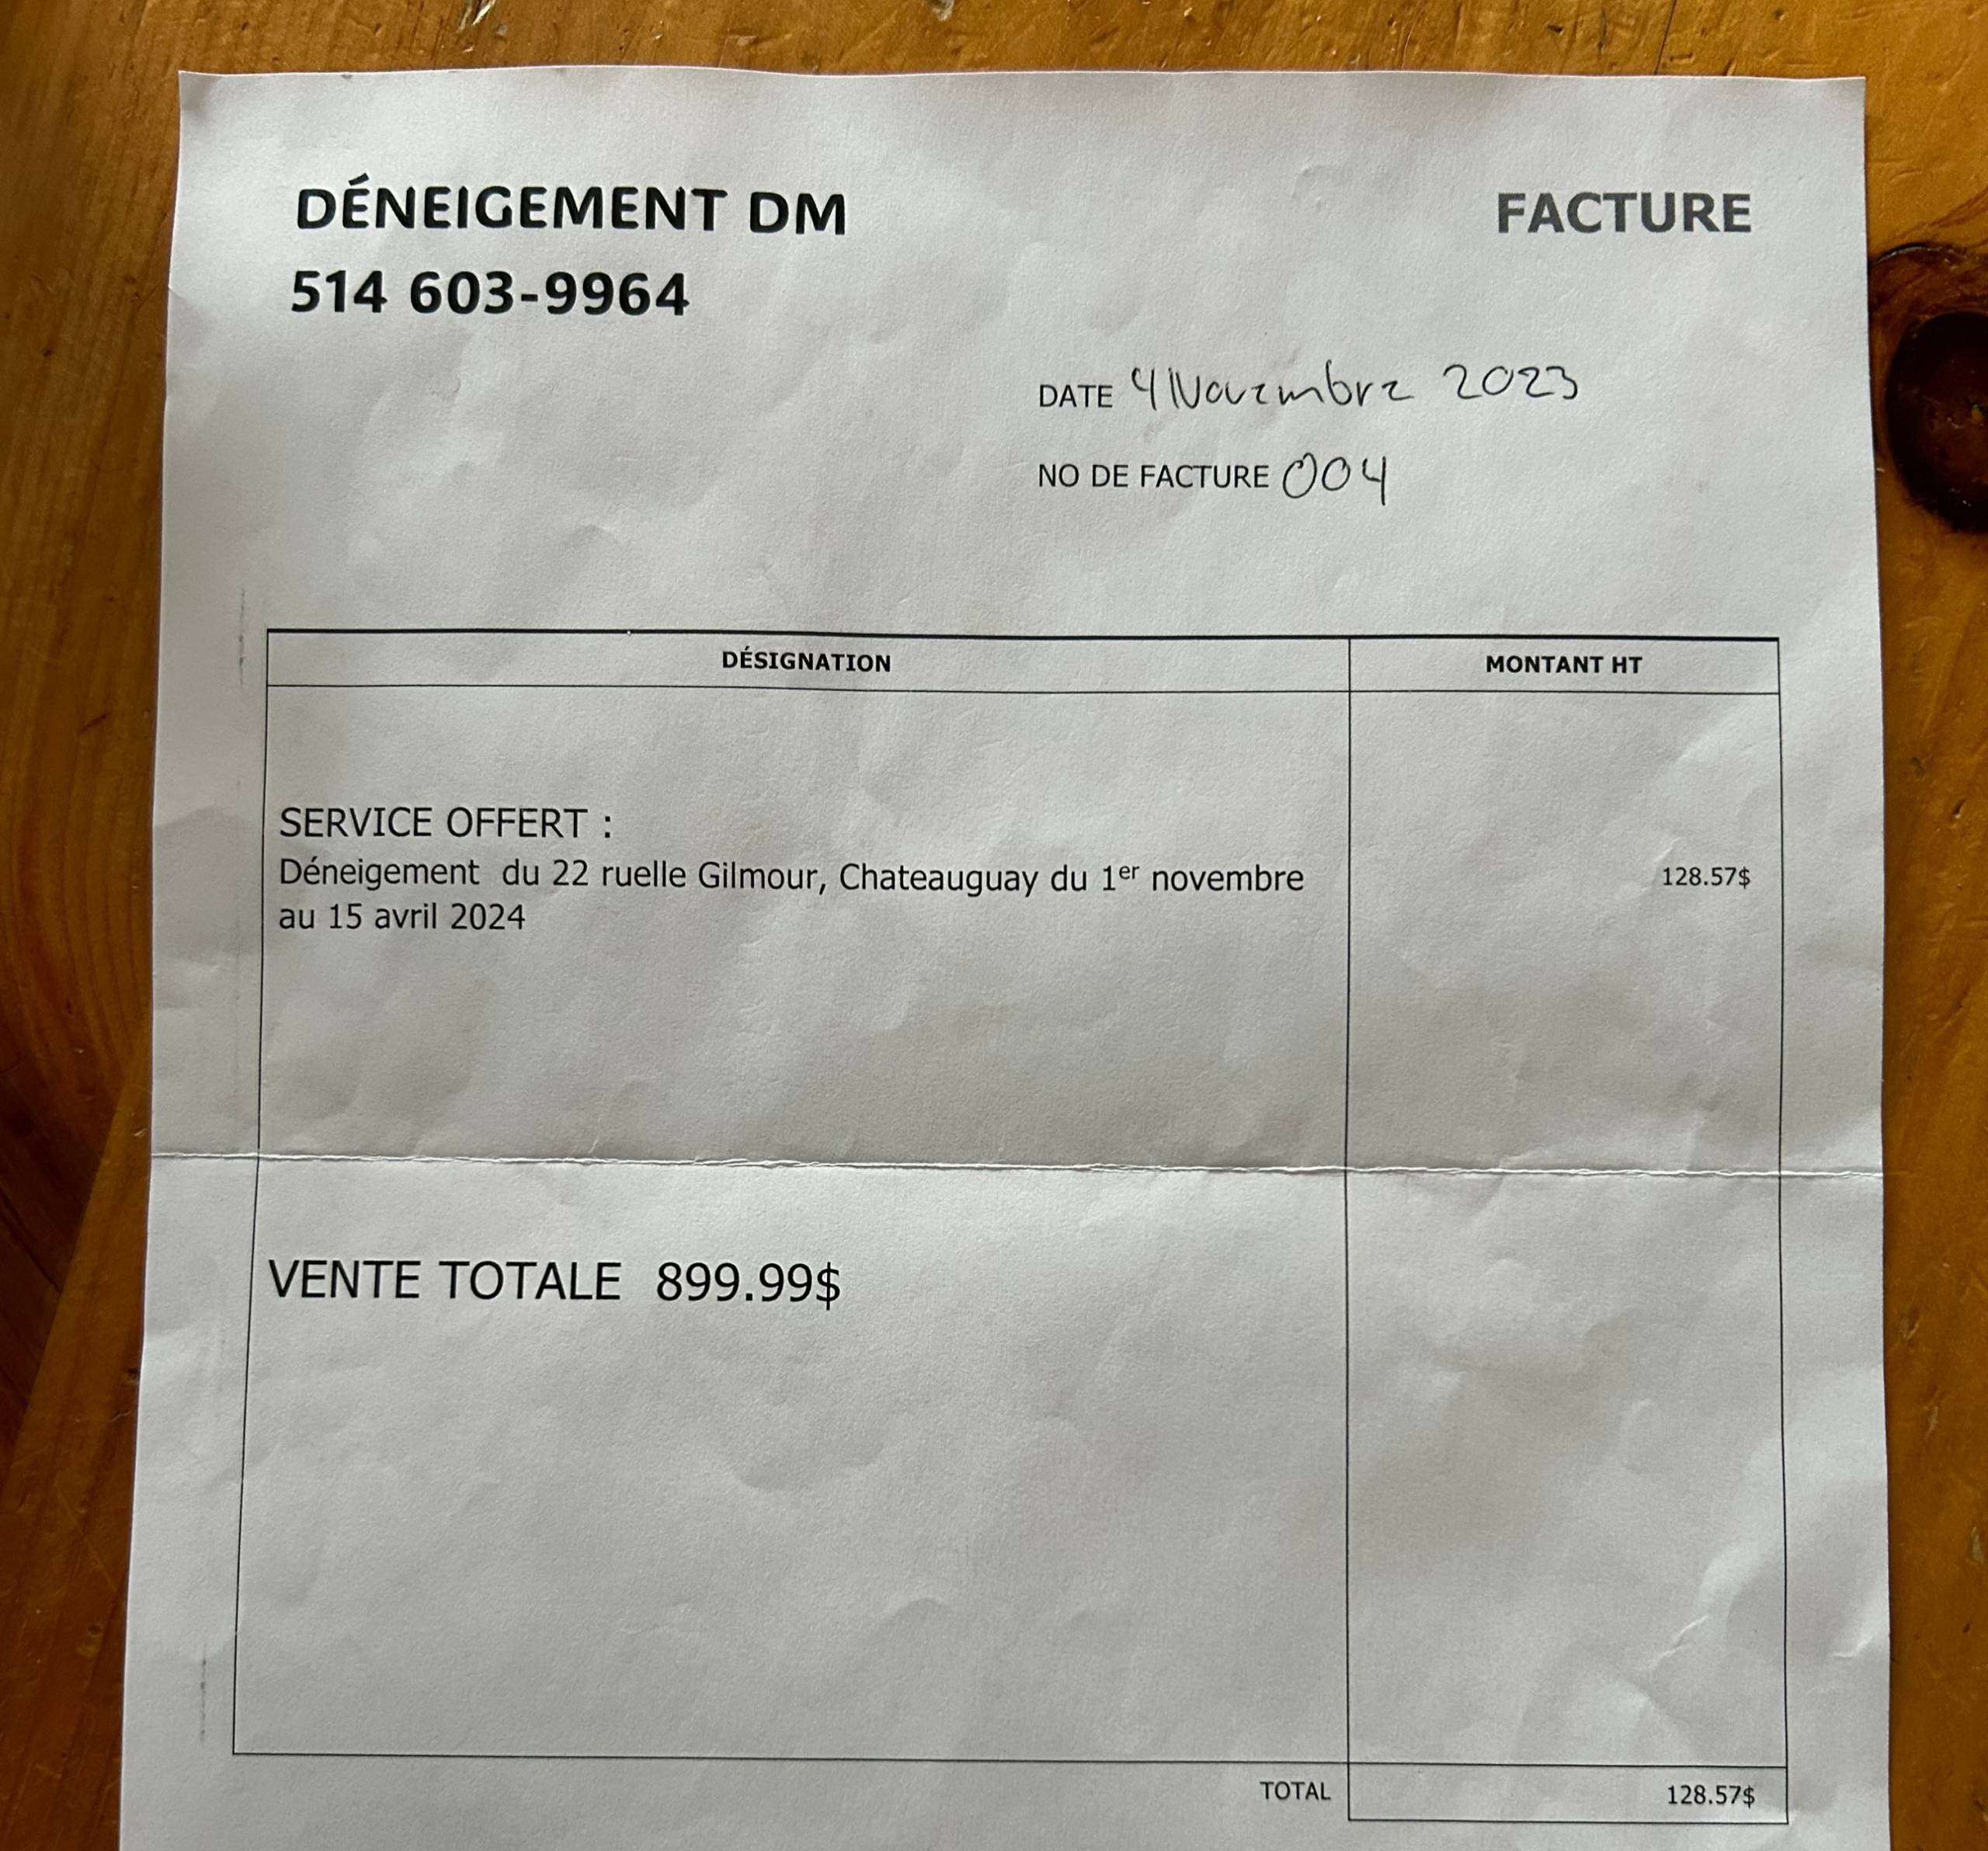 DÉNEIGEMENT DM
FACTURE
514 603-9964
DATE 4 Novembre 2023
NO DE FACTURE 004
DÉSIGNATION
MONTANT HT
SERVICE OFFERT :
Déneigement du 22 ruelle Gilmour, Chateauguay du 1er novembre
128.57$
au 15 avril 2024
VENTE TOTALE 899.99$
TOTAL
128.57$